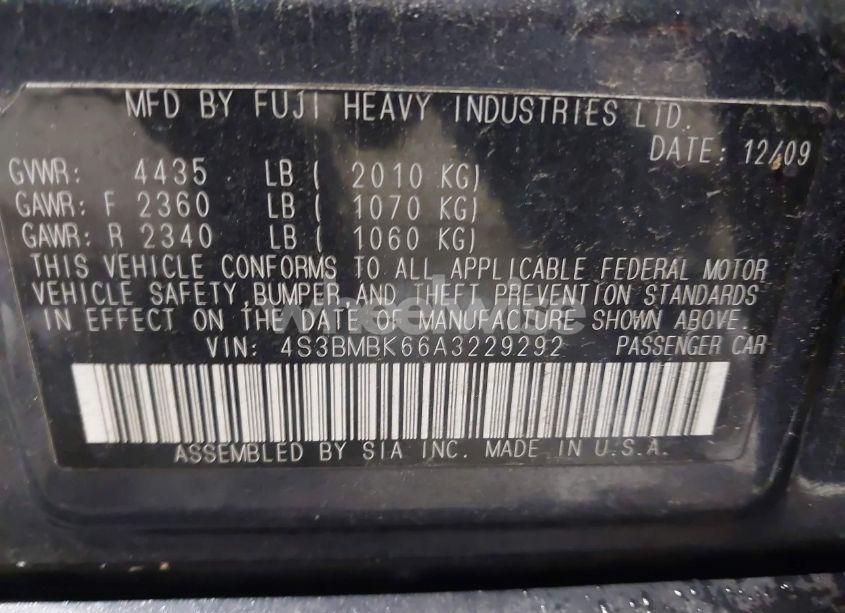 MFD BY FUJI HEAVY INDUSTRIES LTD.
DATE: 12/09
GVWR: 4435 LB ( 2010 KG)
GAWR: F 2360 LB ( 1070 KG)
GAWR: R 2340 LB ( 1060 KG)
THIS VEHICLE CONFORMS TO ALL APPLICABLE FEDERAL MOTOR
VEHICLE SAFETY, BUMPER, AND THEFT PREVENTION STANDARDS
IN EFFECT ON THE DATE OF MANUFACTURE SHOWN ABOVE.
wheelwise
VIN: 4S3BMBK66A3229292 PASSENGER CAR
ASSEMBLED BY SIA INC. MADE IN U.S.A.